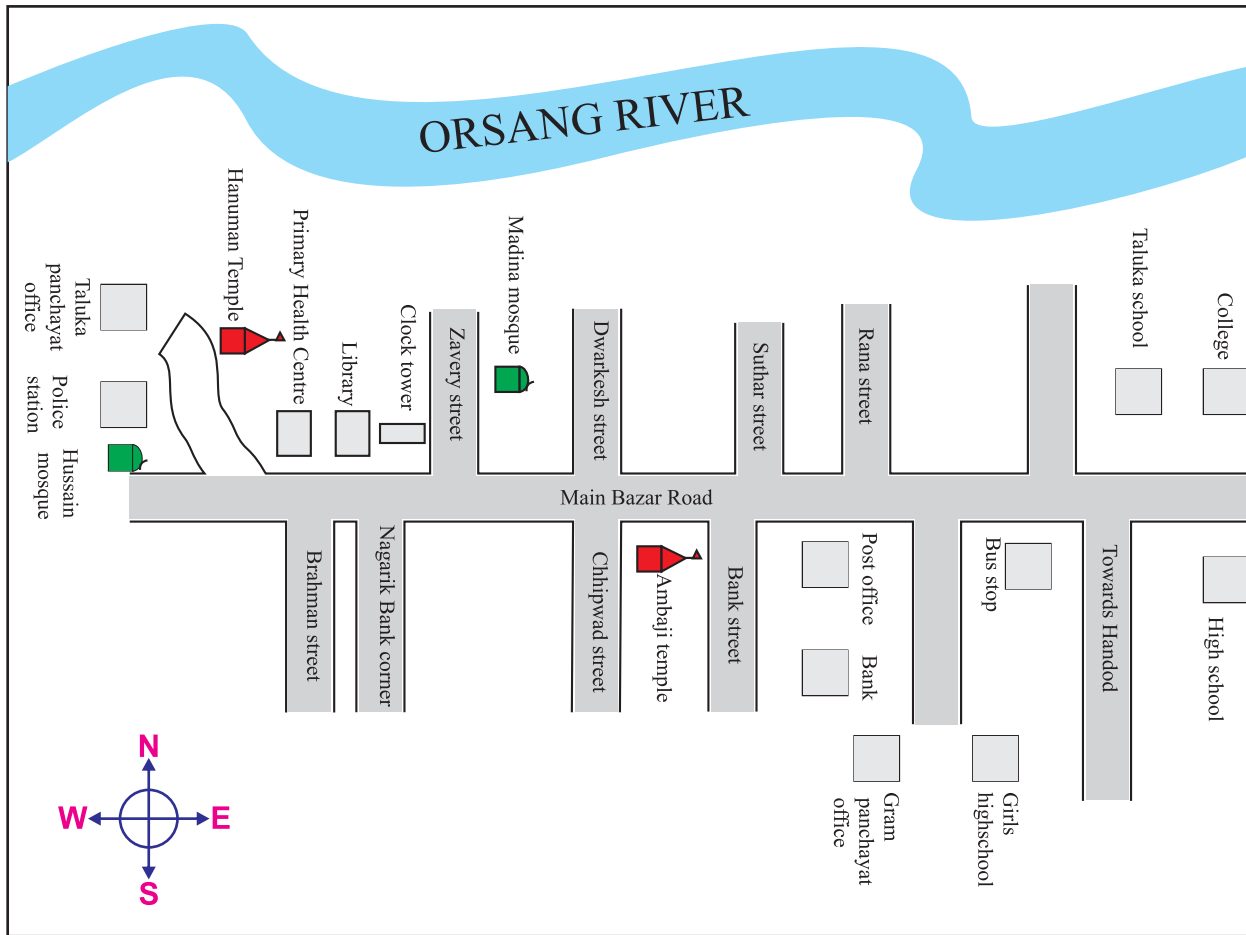 ORSANG RIVER
Hanuman Temple
Primary Health Centre
Madina mosque
Taluka school
College
Taluka
panchayat
office
Library
Clock tower
Zavery street
Dwarkesh street
Suthar street
Rana street
Police
station
Hussain
mosque
Main Bazar Road
Brahman street
Nagarik Bank corner
Chhipwad street
Ambaji temple
Bank street
Post office
Bank
Bus stop
Towards Handod
High school
Gram
panchayat
office
Girls
highschool
N
W
E
S